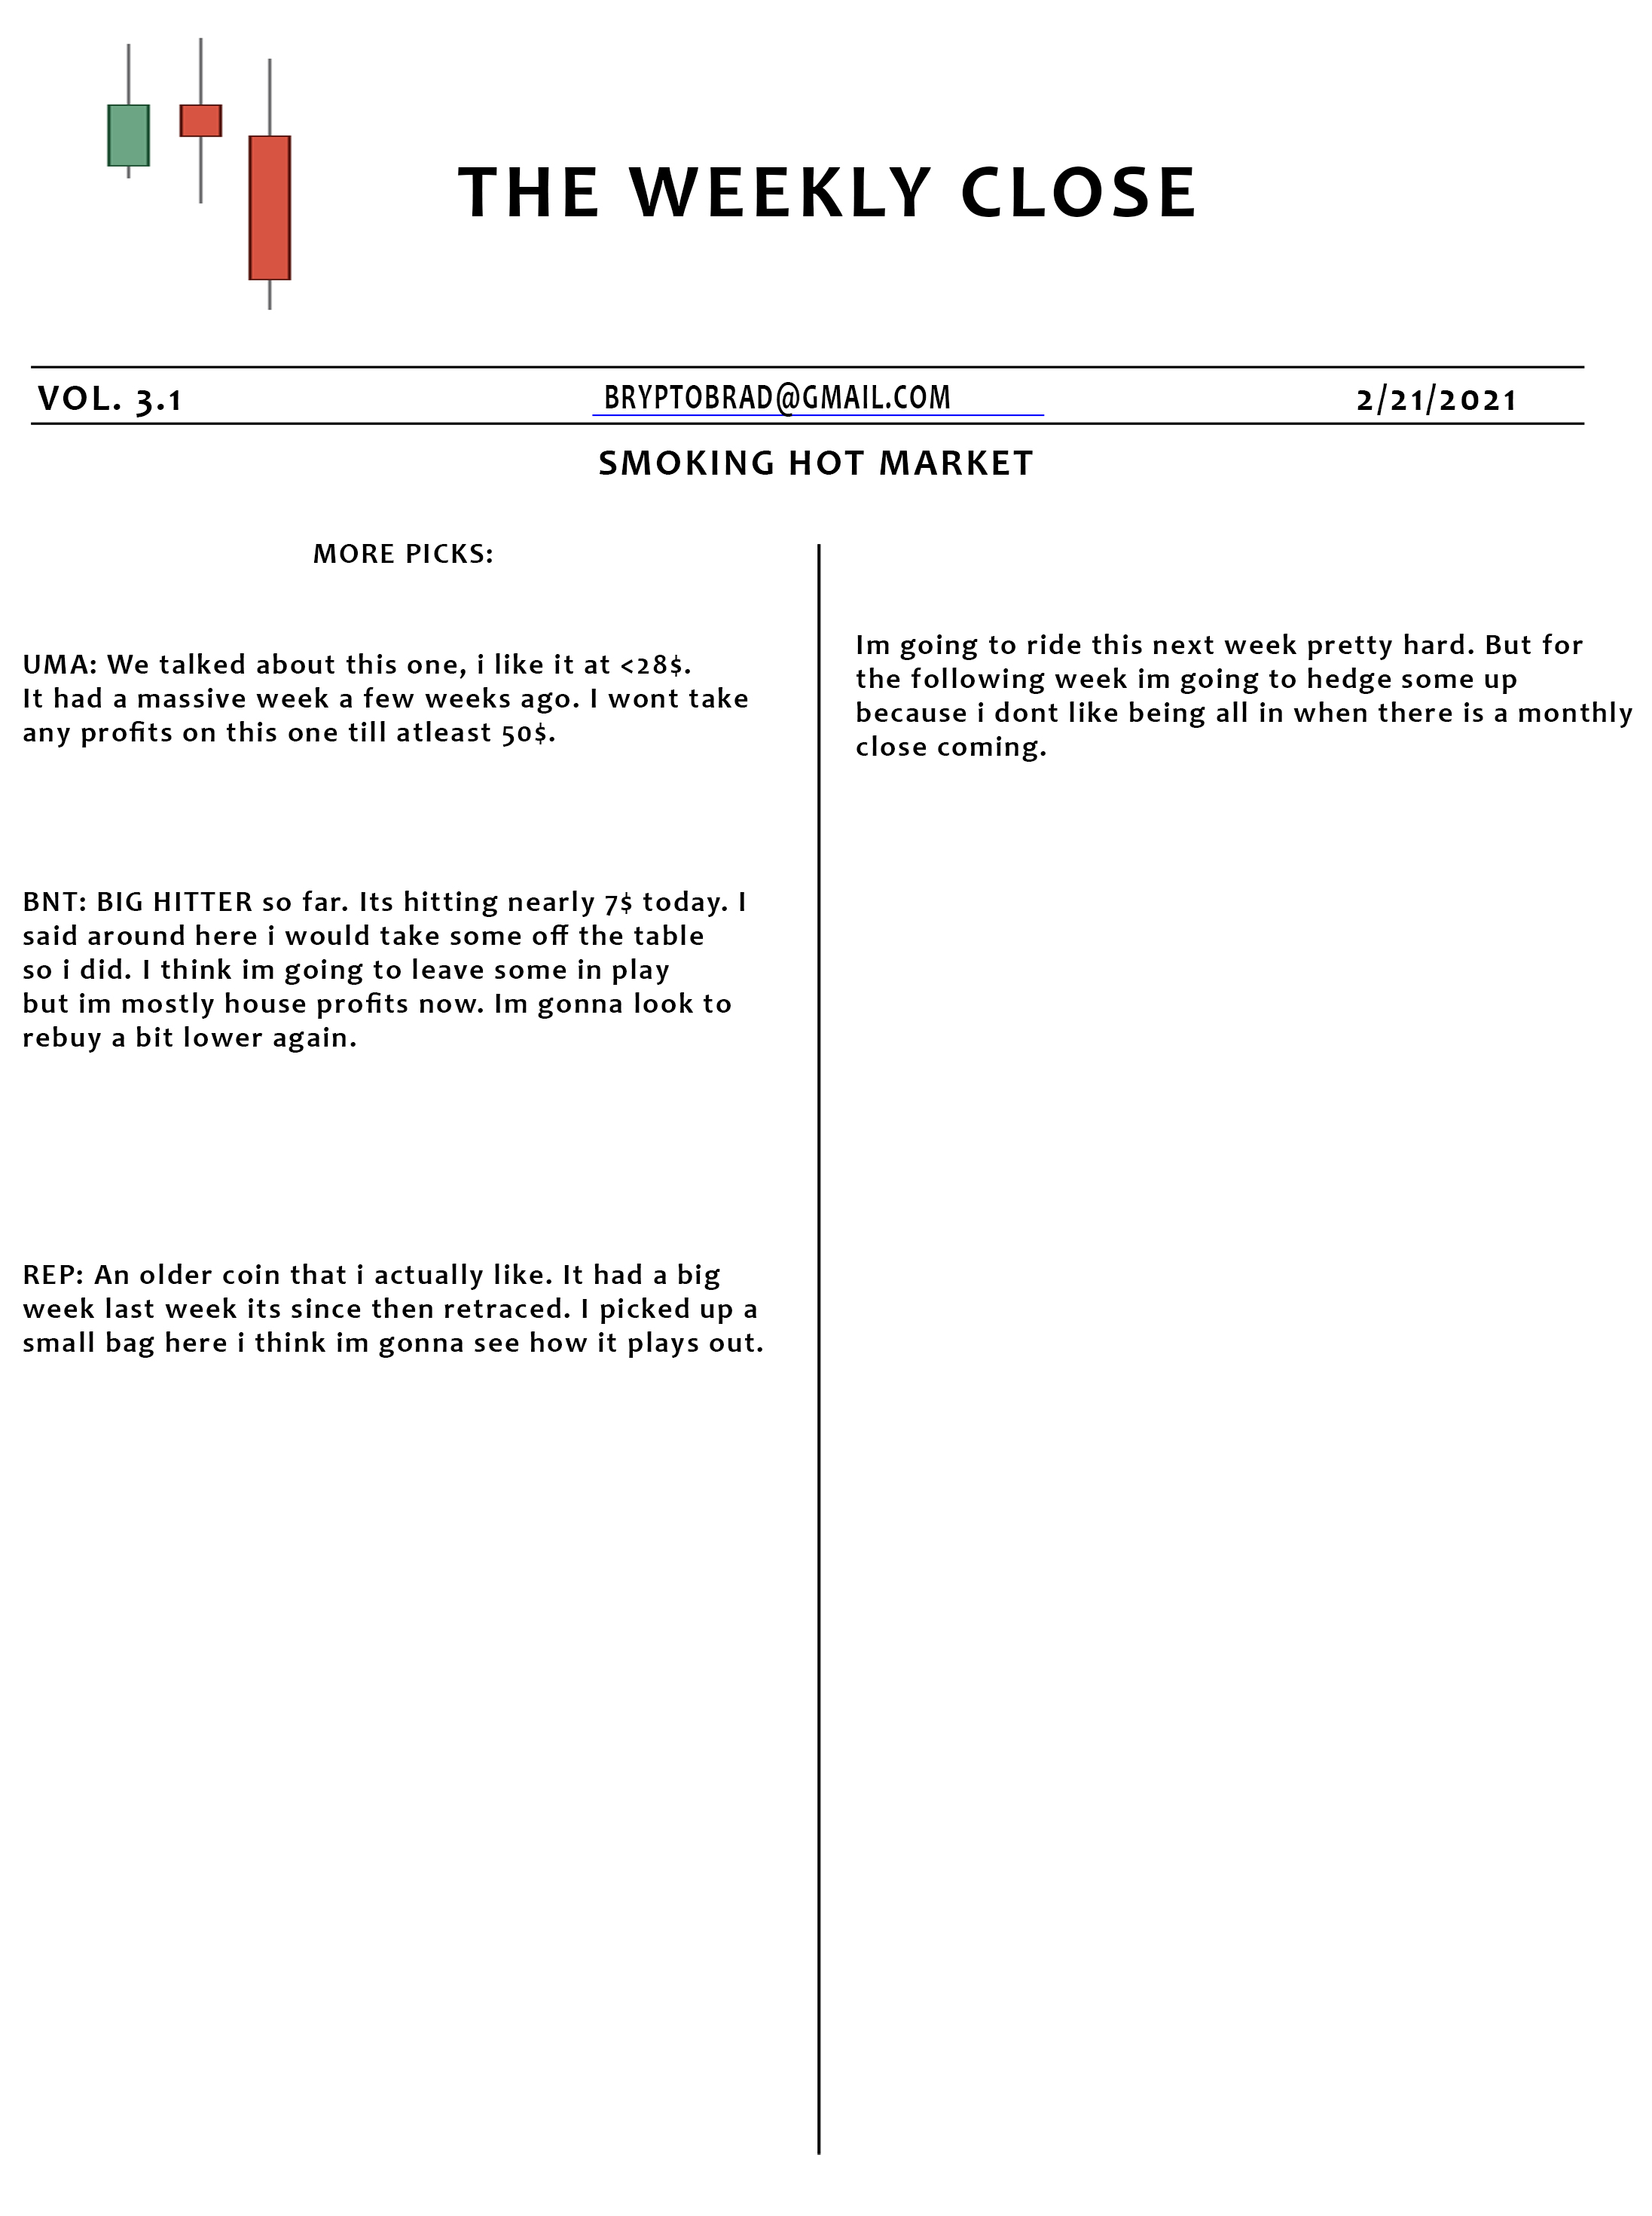 THE WEEKLY CLOSE
VOL. 3.1
BRYPTOBRAD@GMAIL.COM
2/21/2021
SMOKING HOT MARKET
MORE PICKS:
UMA: We talked about this one, i like it at <28$.
It had a massive week a few weeks ago. I wont take
any profits on this one till atleast 50$.
BNT: BIG HITTER so far. Its hitting nearly 7$ today. I
said around here i would take some off the table
so i did. I think im going to leave some in play
but im mostly house profits now. Im gonna look to
rebuy a bit lower again.
REP: An older coin that i actually like. It had a big
week last week its since then retraced. I picked up a
small bag here i think im gonna see how it plays out.
Im going to ride this next week pretty hard. But for
the following week im going to hedge some up
because i dont like being all in when there is a monthly
close coming.